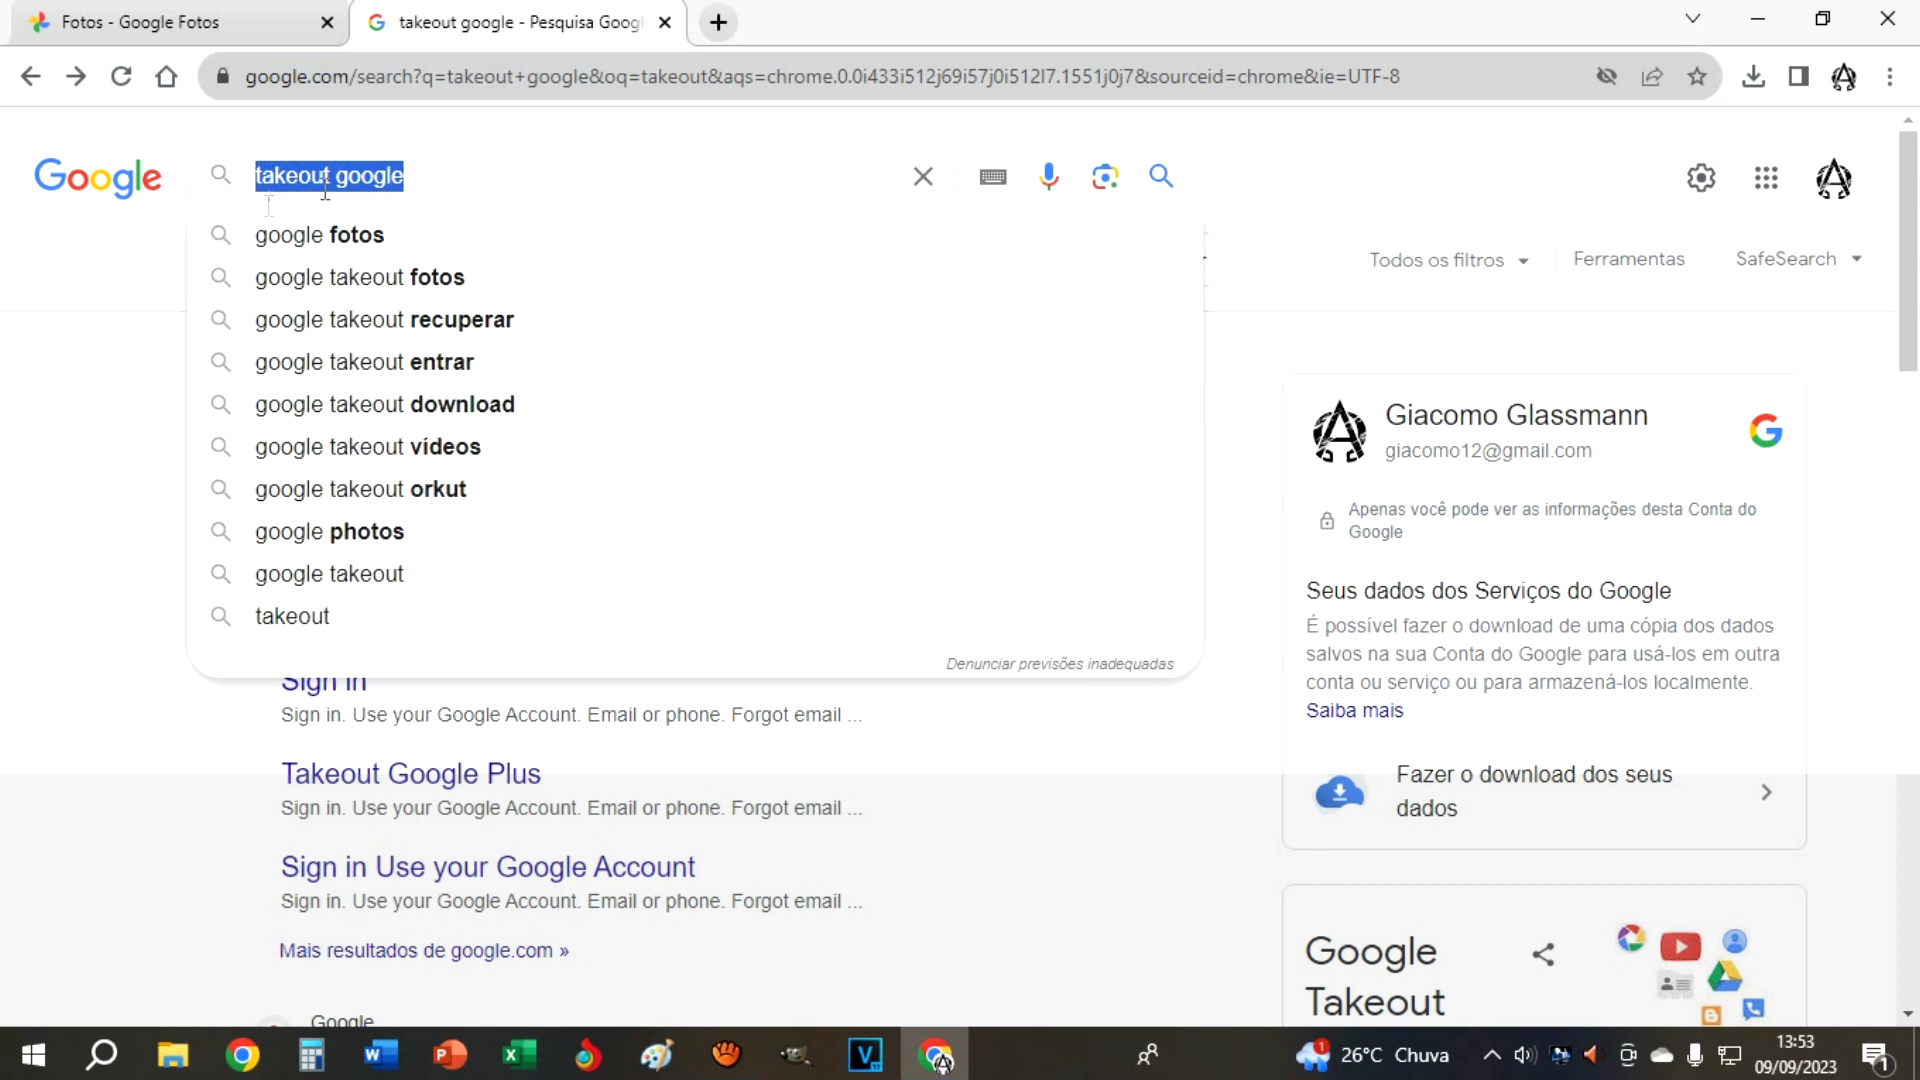 Fotos - Google Fotos
takeout google - Pesquisa Goog
google.com/search?q=takeout+google&oq=takeout&aqs=chrome.0.0i433i512j69i57j0i512l7.1551j0j7&sourceid=chrome&ie=UTF-8
Google
takeout google
google fotos
google takeout fotos
google takeout recuperar
google takeout entrar
google takeout download
google takeout vídeos
google takeout orkut
google photos
google takeout
takeout
Denunciar previsões inadequadas
Todos os filtros
Ferramentas
SafeSearch
Sign in
Sign in. Use your Google Account. Email or phone. Forgot email ...
Takeout Google Plus
Sign in. Use your Google Account. Email or phone. Forgot email ...
Sign in Use your Google Account
Sign in. Use your Google Account. Email or phone. Forgot email ...
Mais resultados de google.com »
Google
Giacomo Glassmann
giacomo12@gmail.com
Apenas você pode ver as informações desta Conta do
Google
Seus dados dos Serviços do Google
É possível fazer o download de uma cópia dos dados
salvos na sua Conta do Google para usá-los em outra
conta ou serviço ou para armazená-los localmente.
Saiba mais
Fazer o download dos seus
dados
Google
Takeout
26°C Chuva
13:53
09/09/2023